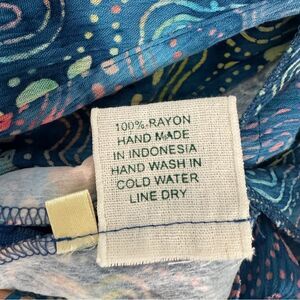 100% RAYON
HAND MADE
IN INDONESIA
HAND WASH IN
COLD WATER
LINE DRY